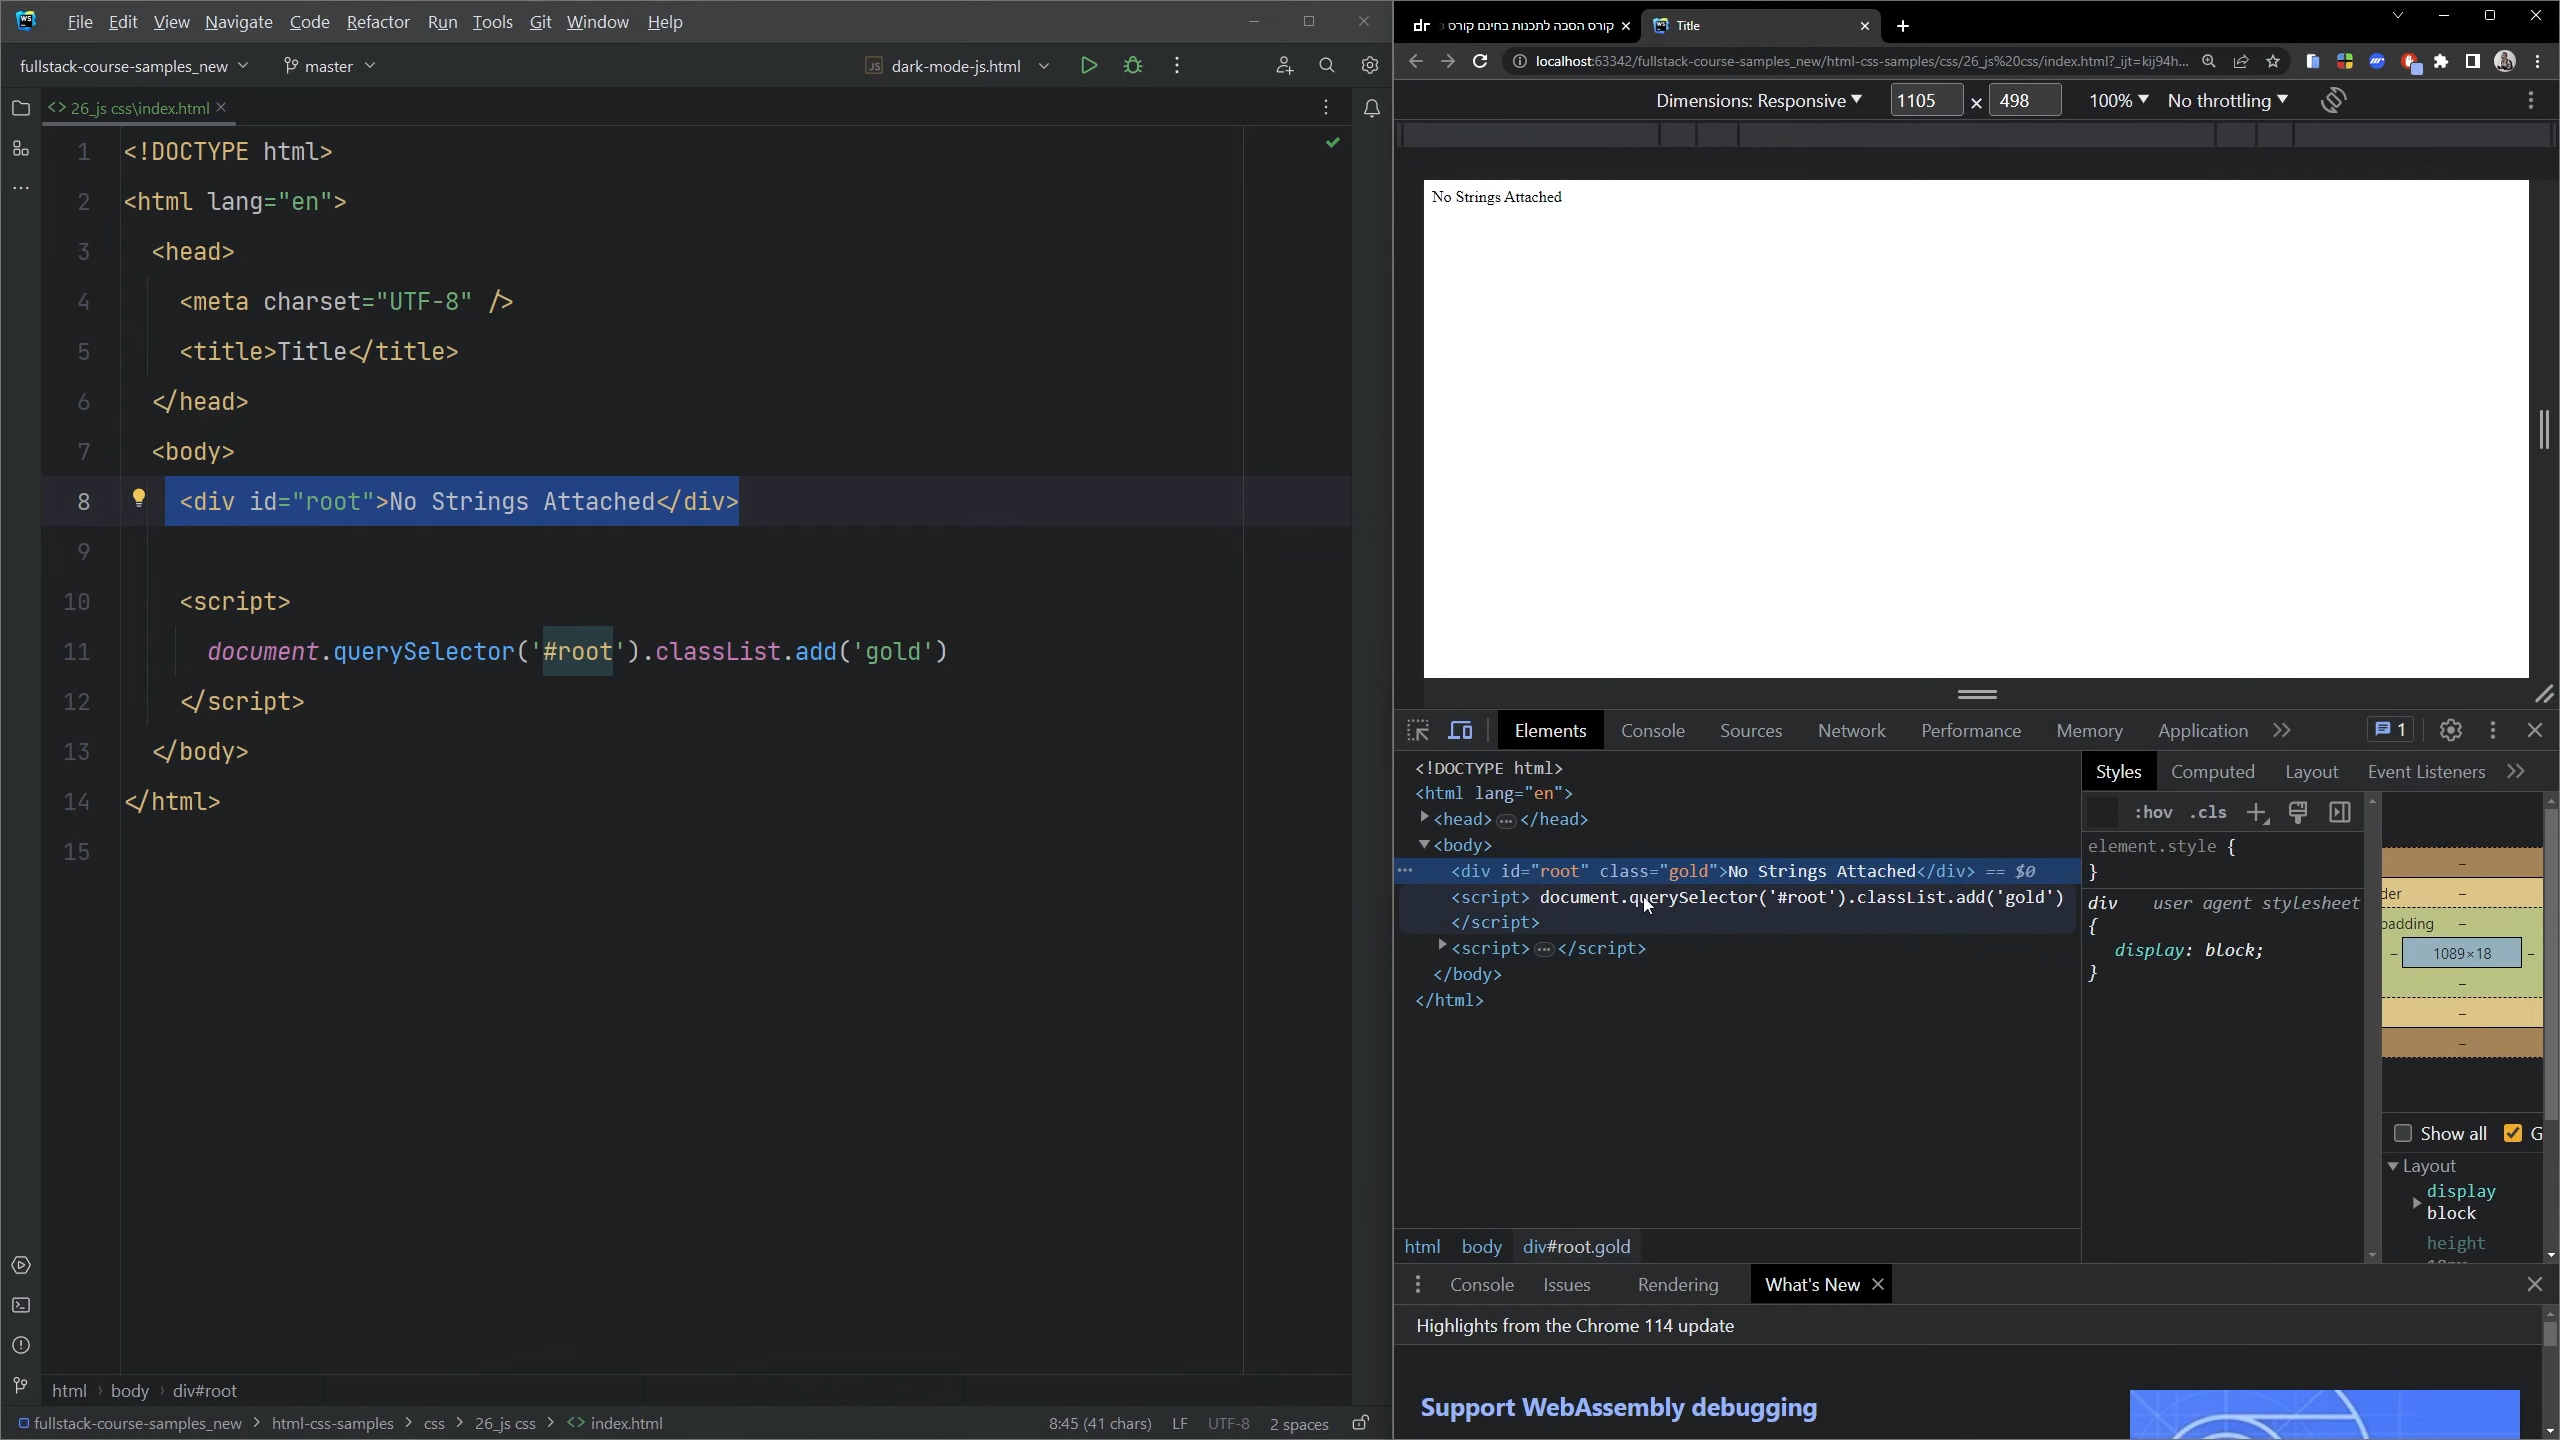 File Edit View Navigate Code Refactor Run Tools Git Window Help
fullstack-course-samples_new master dark-mode-js.html
26_js css\index.html
1 <!DOCTYPE html>
2 <html lang="en">
3 <head>
4 <meta charset="UTF-8" />
5 <title>Title</title>
6 </head>
7 <body>
8 <div id="root">No Strings Attached</div>
9
10 <script>
11 document.querySelector('#root').classList.add('gold')
12 </script>
13 </body>
14 </html>
15
html › body › div#root
fullstack-course-samples_new > html-css-samples > css > 26_js css > index.html
8:45 (41 chars) LF UTF-8 2 spaces
dr קורס הסבה לתכנות בחינם קורס
Title
localhost:63342/fullstack-course-samples_new/html-css-samples/css/26_js%20css/index.html?_ijt=kij94h...
Dimensions: Responsive 1105 × 498 100% No throttling
No Strings Attached
Elements Console Sources Network Performance Memory Application 1
<!DOCTYPE html>
<html lang="en">
<head> ... </head>
<body>
<div id="root" class="gold">No Strings Attached</div> == $0
<script> document.querySelector('#root').classList.add('gold')
</script>
<script> ... </script>
</body>
</html>
html body div#root.gold
Styles Computed Layout Event Listeners
:hov .cls
element.style {
}
div user agent stylesheet
{
display: block;
}
der
padding
1089×18
Show all G
Layout
display
block
height
Console Issues Rendering What's New
Highlights from the Chrome 114 update
Support WebAssembly debugging